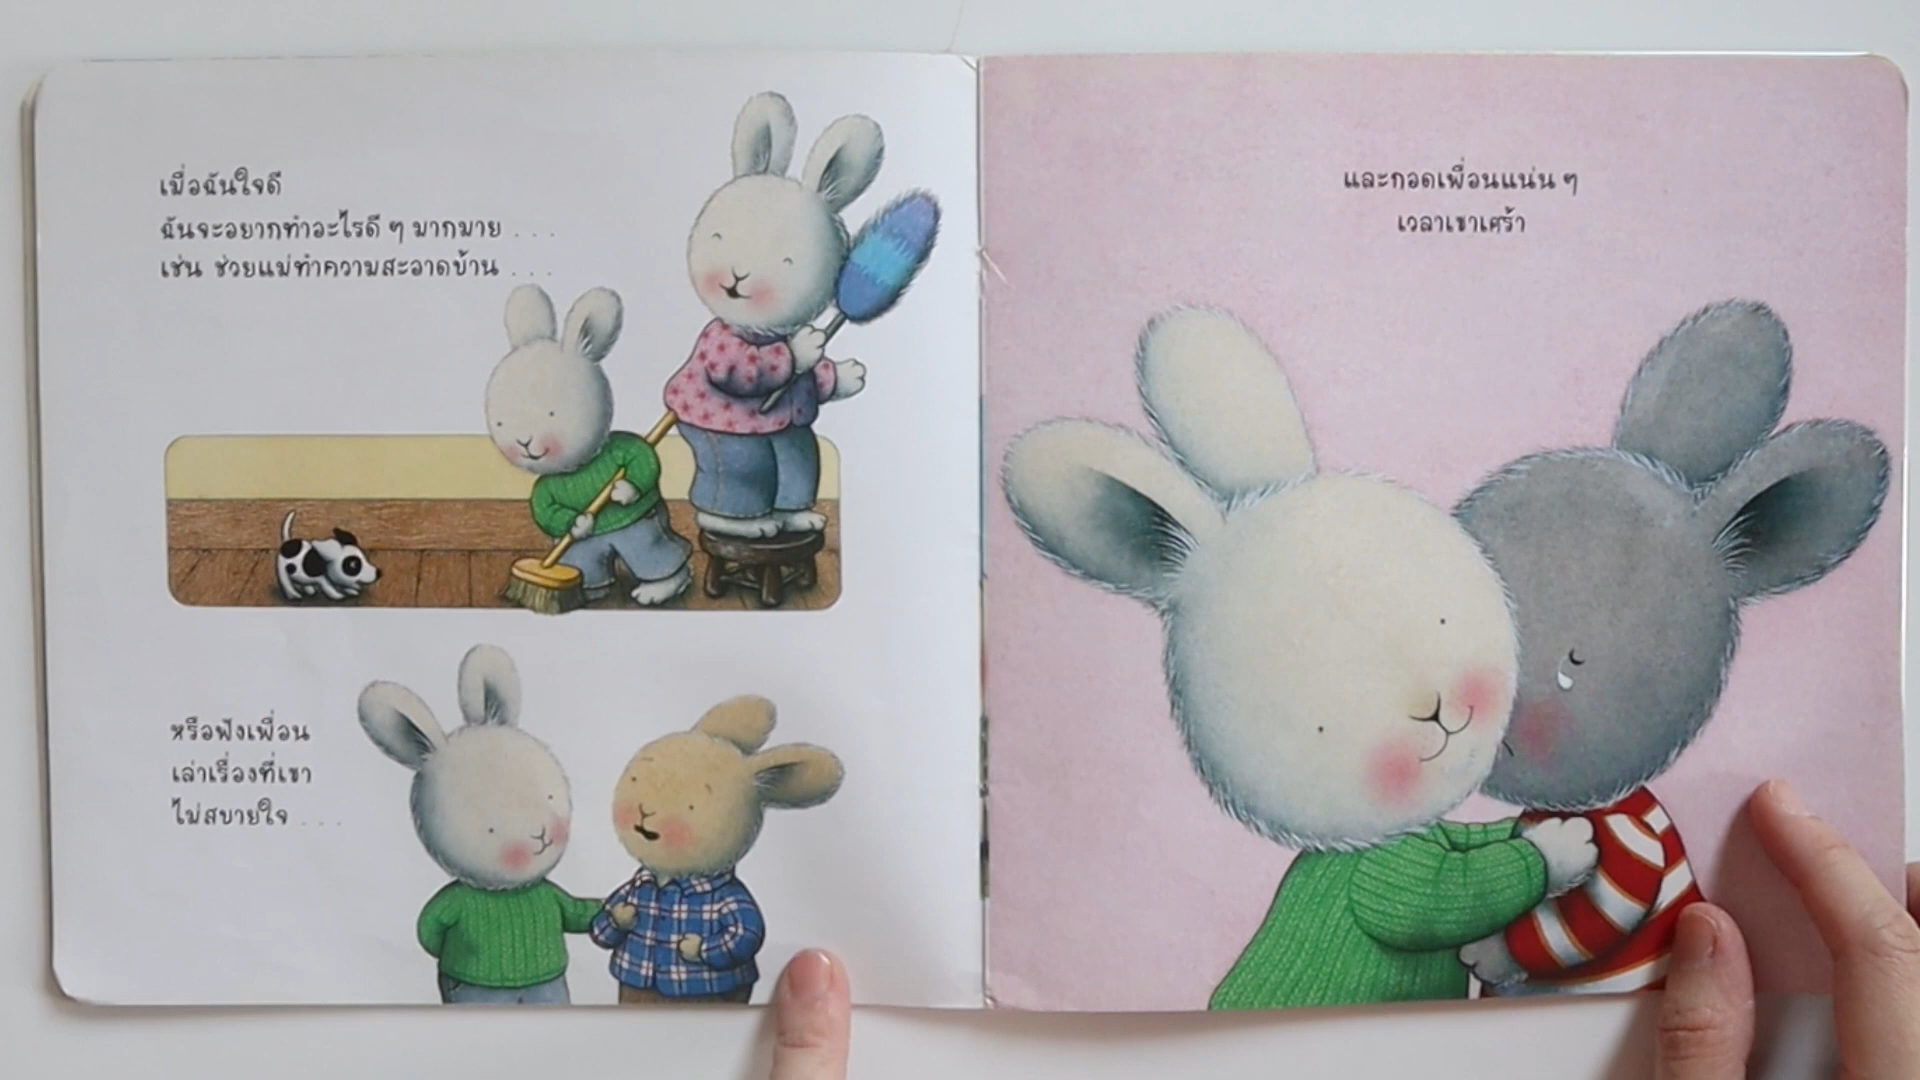 เมื่อฉันใจดี
ฉันจะอยากทำอะไรดี ๆ มากมาย . . .
เช่น ช่วยแม่ทำความสะอาดบ้าน . . .
หรือฟังเพื่อน
เล่าเรื่องที่เขา
ไม่สบายใจ . . .
และกอดเพื่อนแน่น ๆ
เวลาเขาเศร้า